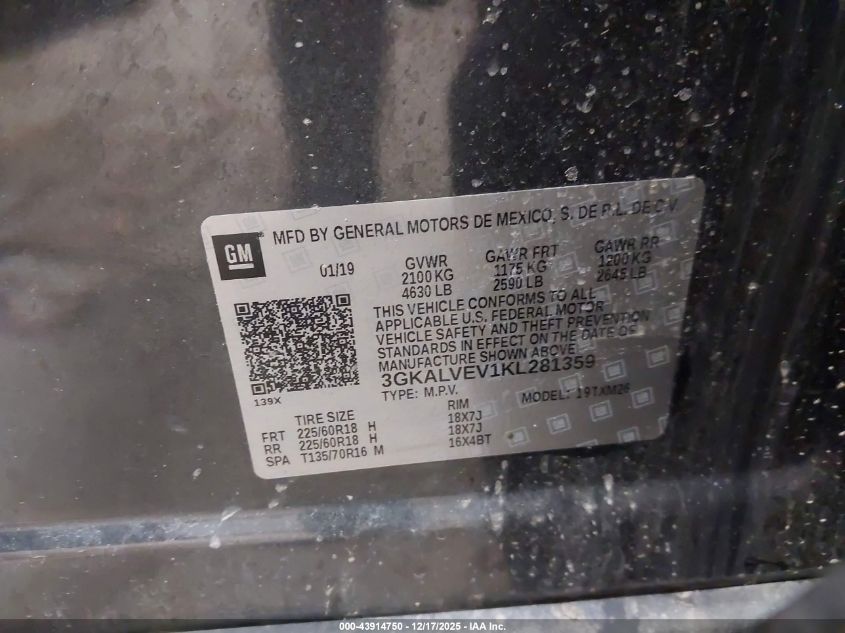 GM
MFD BY GENERAL MOTORS DE MEXICO, S. DE R.L. DE C.V
01/19
GVWR GAWR FRT GAWR RR
2100 KG 1175 KG 1200 KG
4630 LB 2590 LB 2645 LB
THIS VEHICLE CONFORMS TO ALL
APPLICABLE U.S. FEDERAL MOTOR
VEHICLE SAFETY AND THEFT PREVENTION
STANDARDS IN EFFECT ON THE DATE OF
MANUFACTURE SHOWN ABOVE
3GKALVEV1KL281359
TYPE: M.P.V. MODEL: 19TXM26
139X
TIRE SIZE RIM
FRT 225/60R18 H 18X7J
RR 225/60R18 H 18X7J
SPA T135/70R16 M 16X4BT
000-43914750 - 12/17/2025 - IAA Inc.